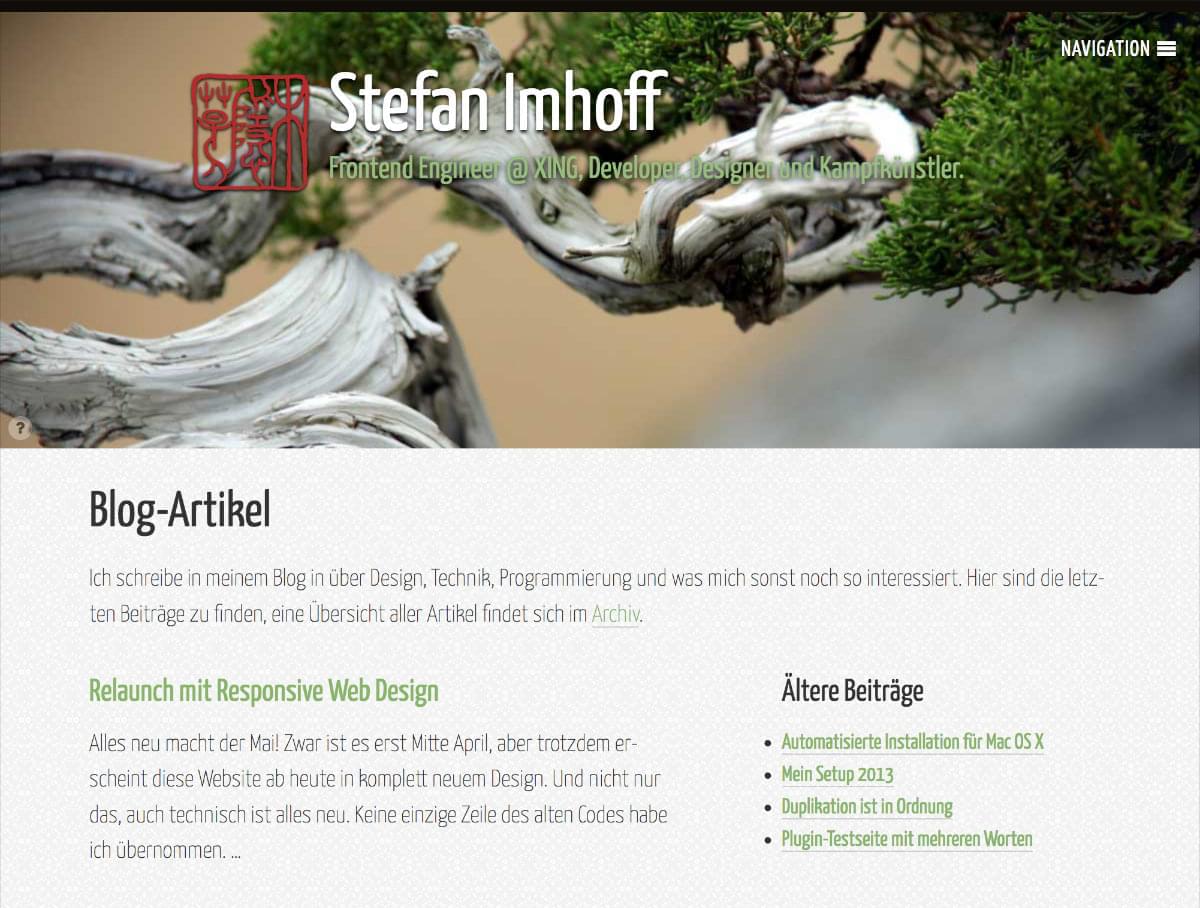 NAVIGATION
Stefan Imhoff
Frontend Engineer @ XING, Developer, Designer und Kampfkünstler.
?
Blog-Artikel
Ich schreibe in meinem Blog in über Design, Technik, Programmierung und was mich sonst noch so interessiert. Hier sind die letz-
ten Beiträge zu finden, eine Übersicht aller Artikel findet sich im Archiv.
Relaunch mit Responsive Web Design
Alles neu macht der Mai! Zwar ist es erst Mitte April, aber trotzdem er-
scheint diese Website ab heute in komplett neuem Design. Und nicht nur
das, auch technisch ist alles neu. Keine einzige Zeile des alten Codes habe
ich übernommen. ...
Ältere Beiträge
Automatisierte Installation für Mac OS X
Mein Setup 2013
Duplikation ist in Ordnung
Plugin-Testseite mit mehreren Worten